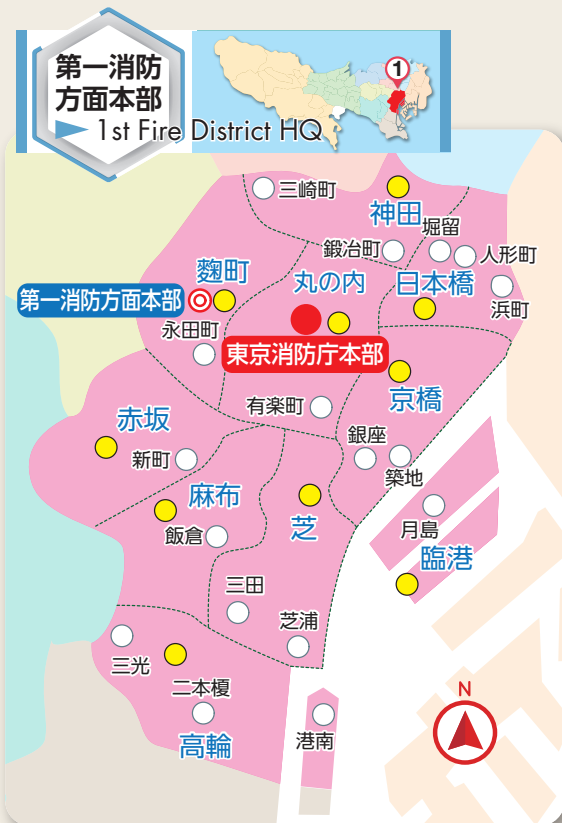 第一消防
方面本部
1st Fire District HQ
1
三崎町
神田
堀留
鍛冶町
人形町
麴町
丸の内
日本橋
第一消防方面本部
浜町
永田町
東京消防庁本部
京橋
有楽町
赤坂
銀座
新町
築地
麻布
芝
飯倉
月島
臨港
三田
芝浦
三光
二本榎
高輪
港南
N